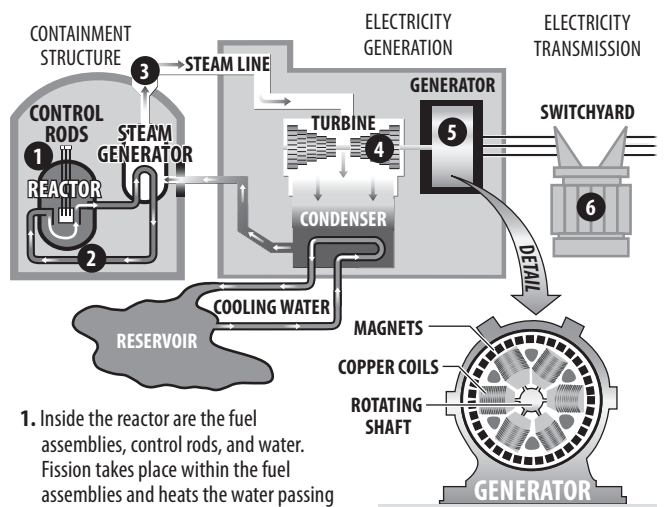 CONTAINMENT
STRUCTURE
ELECTRICITY
GENERATION
ELECTRICITY
TRANSMISSION
3
STEAM LINE
GENERATOR
SWITCHYARD
CONTROL
RODS
STEAM
GENERATOR
TURBINE
1
4
5
REACTOR
6
CONDENSER
2
DETAIL
COOLING WATER
RESERVOIR
MAGNETS
COPPER COILS
ROTATING
SHAFT
GENERATOR
1. Inside the reactor are the fuel
assemblies, control rods, and water.
Fission takes place within the fuel
assemblies and heats the water passing